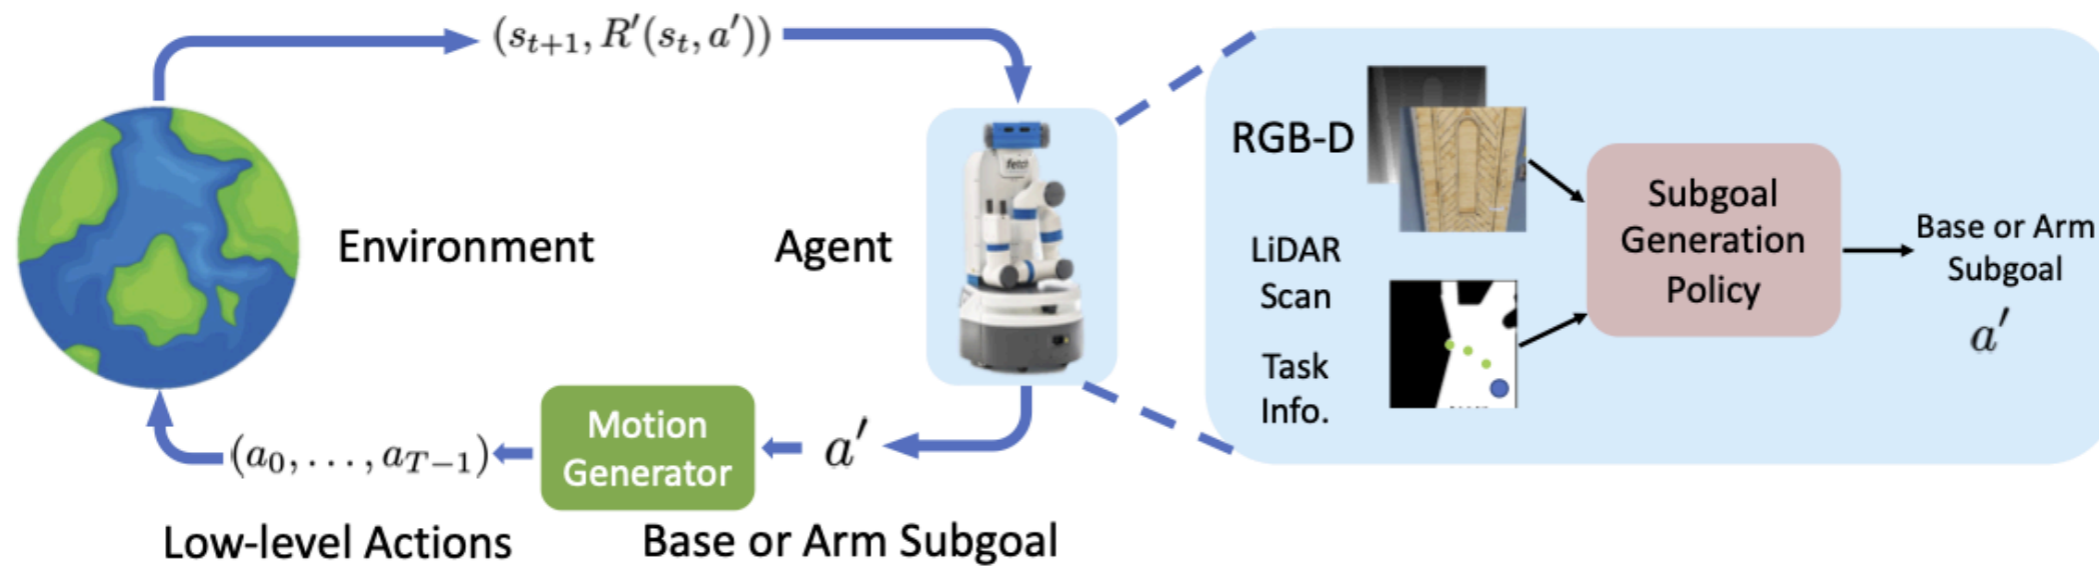 (s_{t+1}, R'(s_t, a'))
Environment
Agent
fetch
Motion
Generator
a'
(a_0, ..., a_{T-1})
Low-level Actions
Base or Arm Subgoal
RGB-D
LiDAR
Scan
Task
Info.
Subgoal
Generation
Policy
Base or Arm
Subgoal
a'